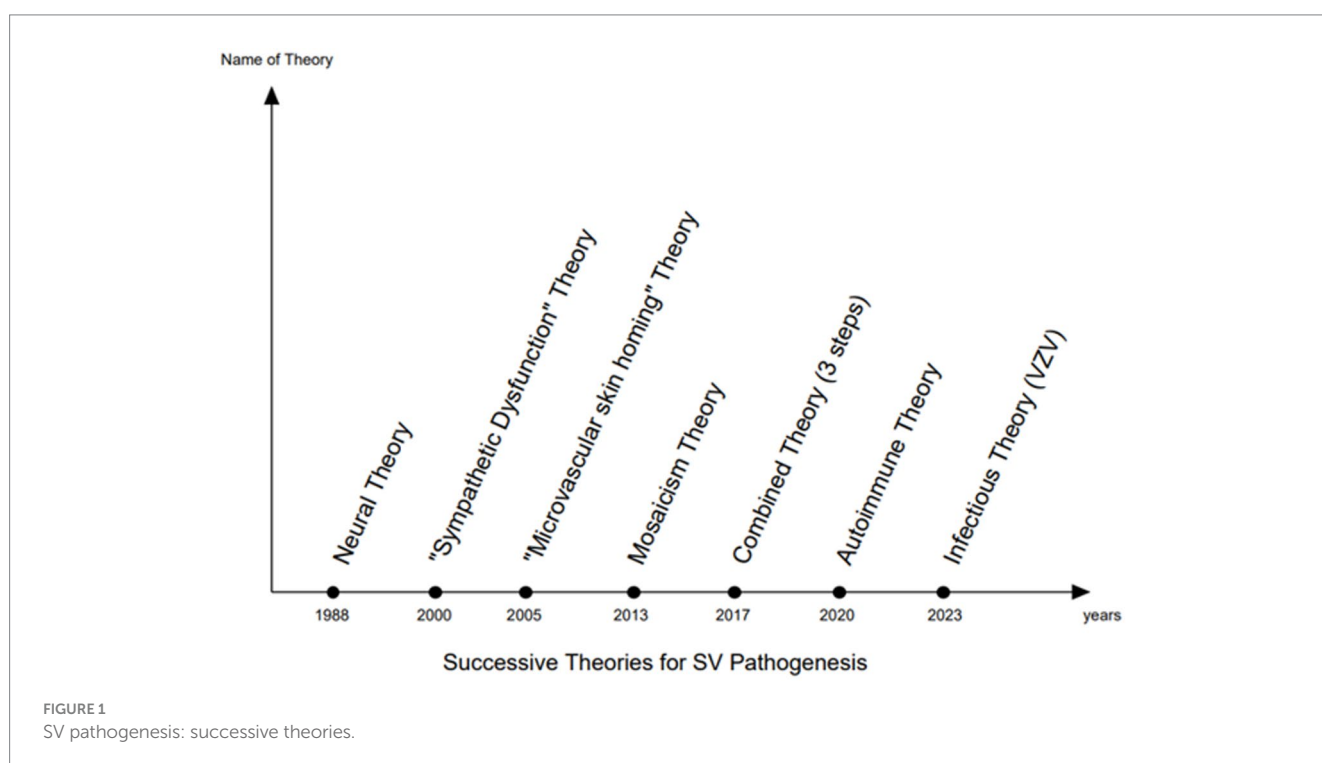 Name of Theory
Neural Theory
"Sympathetic Dysfunction" Theory
"Microvascular skin homing" Theory
Mosaicism Theory
Combined Theory (3 steps)
Autoimmune Theory
Infectious Theory (VZV)
1988 2000 2005 2013 2017 2020 2023 years
Successive Theories for SV Pathogenesis
FIGURE 1
SV pathogenesis: successive theories.